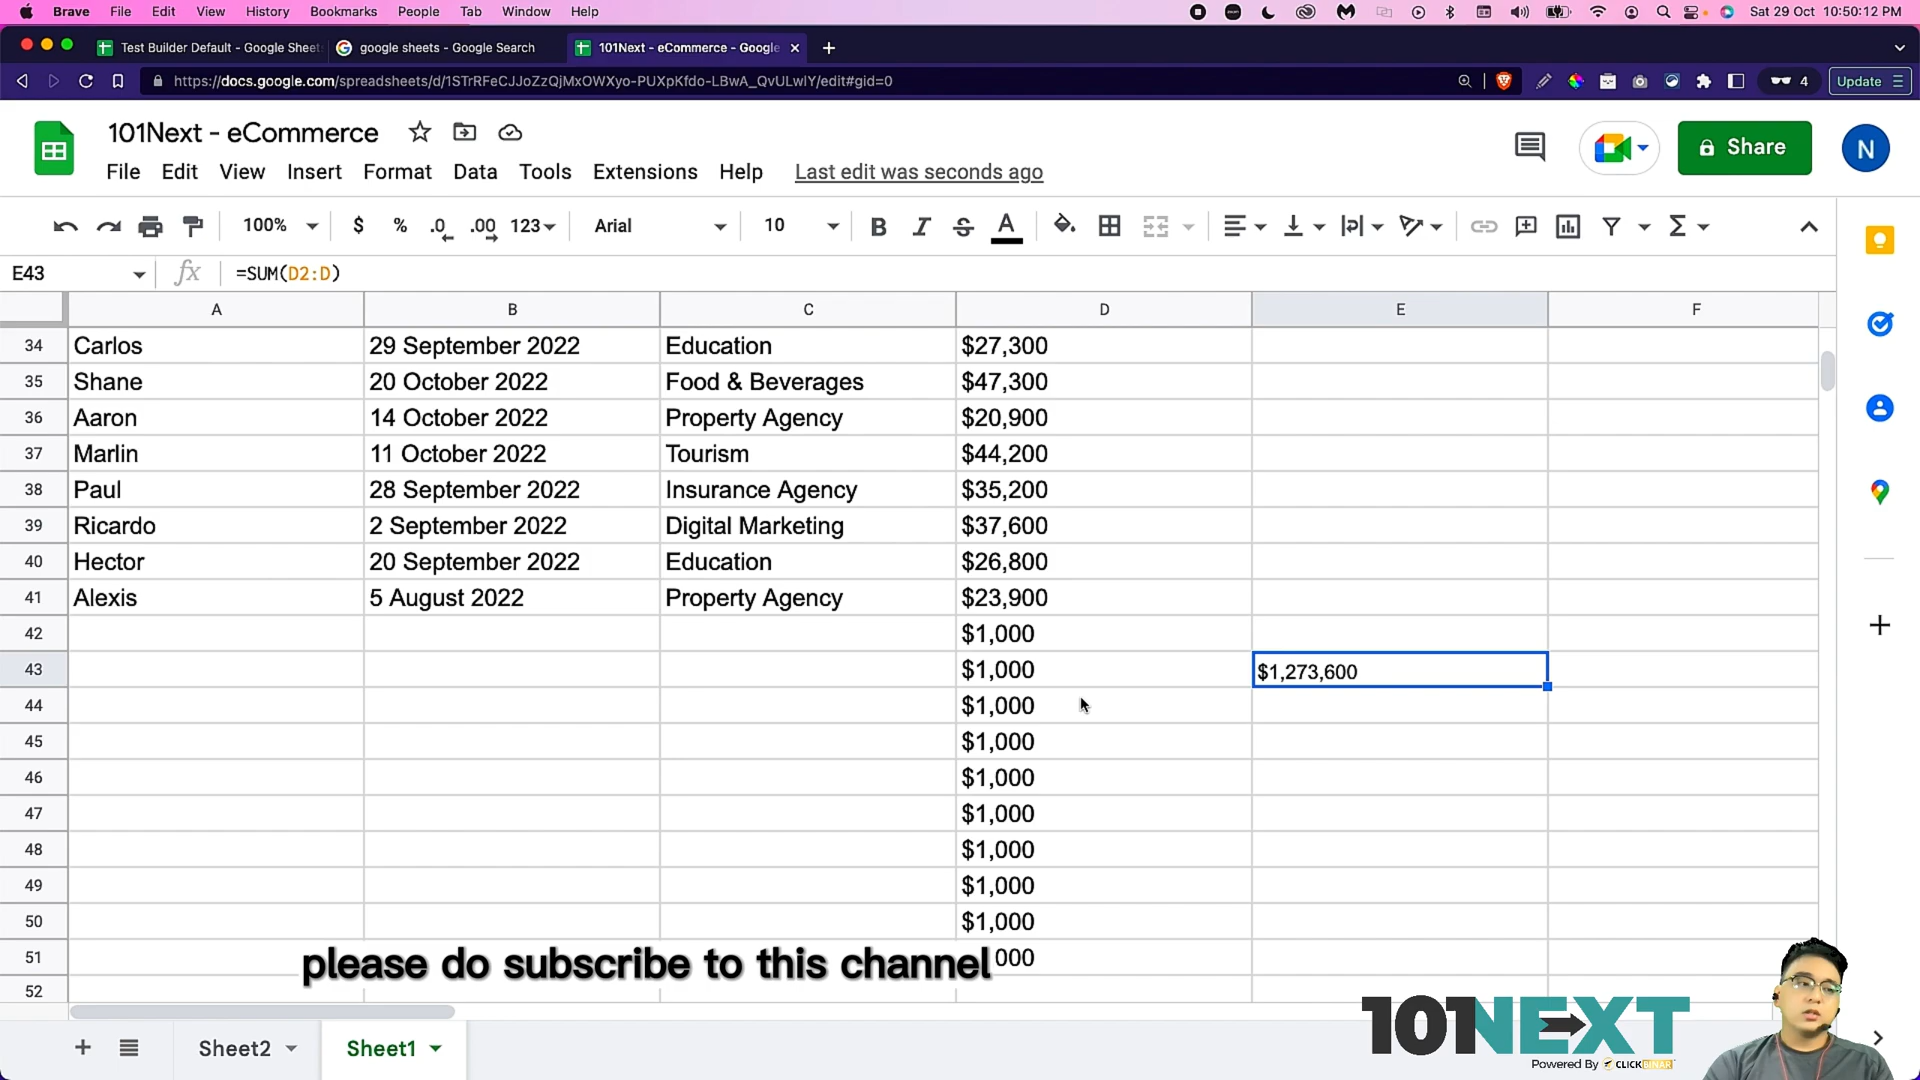 Brave File Edit View History Bookmarks People Tab Window Help Sat 29 Oct 10:50:12 PM
Test Builder Default - Google Sheets google sheets - Google Search 101Next - eCommerce - Google
https://docs.google.com/spreadsheets/d/1STrRFeCJJoZzQjMxOWXyo-PUXpKfdo-LBwA_QvULwlY/edit#gid=0 4 Update
101Next - eCommerce
Share N
File Edit View Insert Format Data Tools Extensions Help Last edit was seconds ago
100% $ % .0 .00 123 Arial 10 B I S A
E43 fx =SUM(D2:D)
A B C D E F
34 Carlos 29 September 2022 Education $27,300
35 Shane 20 October 2022 Food & Beverages $47,300
36 Aaron 14 October 2022 Property Agency $20,900
37 Marlin 11 October 2022 Tourism $44,200
38 Paul 28 September 2022 Insurance Agency $35,200
39 Ricardo 2 September 2022 Digital Marketing $37,600
40 Hector 20 September 2022 Education $26,800
41 Alexis 5 August 2022 Property Agency $23,900
42 $1,000
43 $1,000 $1,273,600
44 $1,000
45 $1,000
46 $1,000
47 $1,000
48 $1,000
49 $1,000
50 $1,000
51 000
please do subscribe to this channel
52
101NEXT
Powered By CLICKBINAR
Sheet2 Sheet1